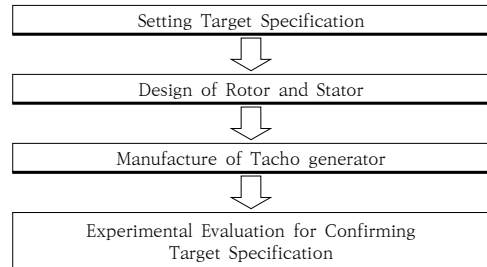 Setting Target Specification
Design of Rotor and Stator
Manufacture of Tacho generator
Experimental Evaluation for Confirming
Target Specification